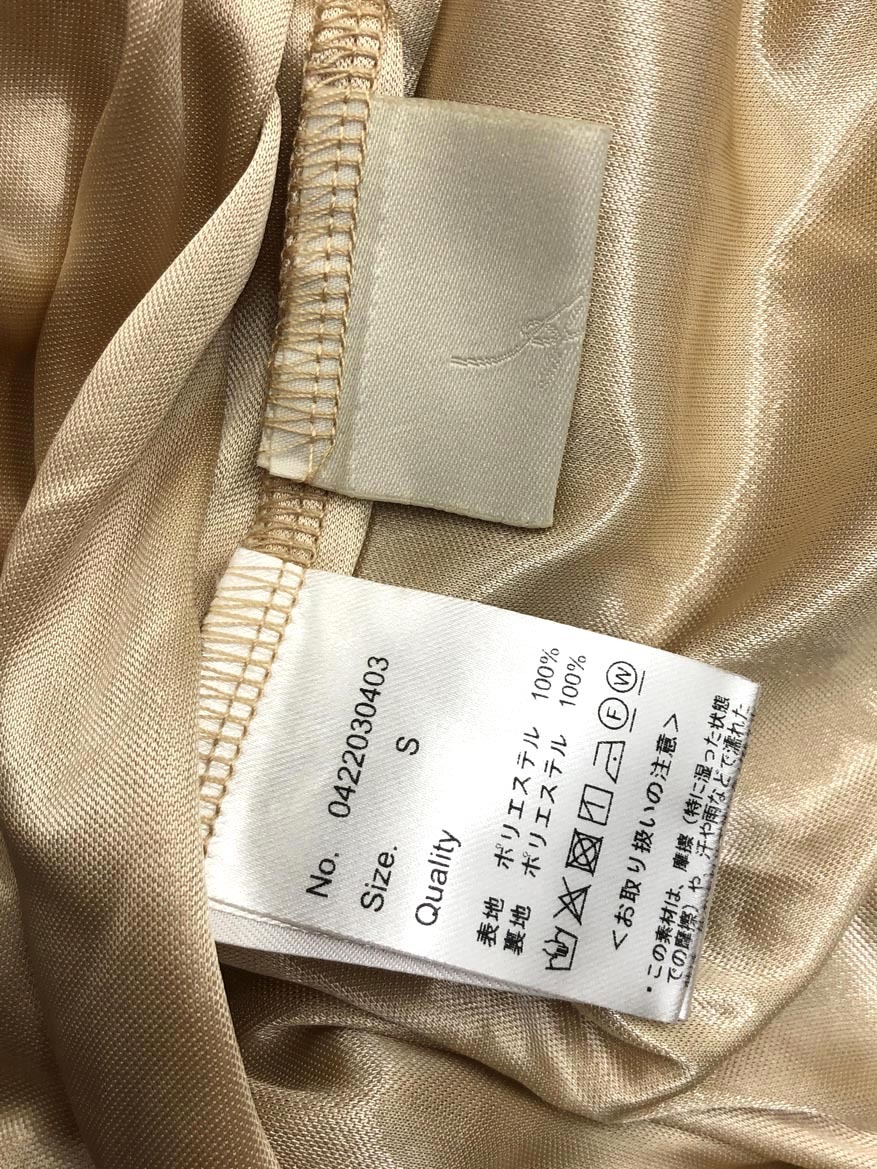 No. 0422030403
Size. S
Quality
表地 ポリエステル 100%
裏地 ポリエステル 100%
F W
<お取り扱いの注意>
・この素材は、摩擦(特に湿った状態
での摩擦)や、汗や雨などで濡れた